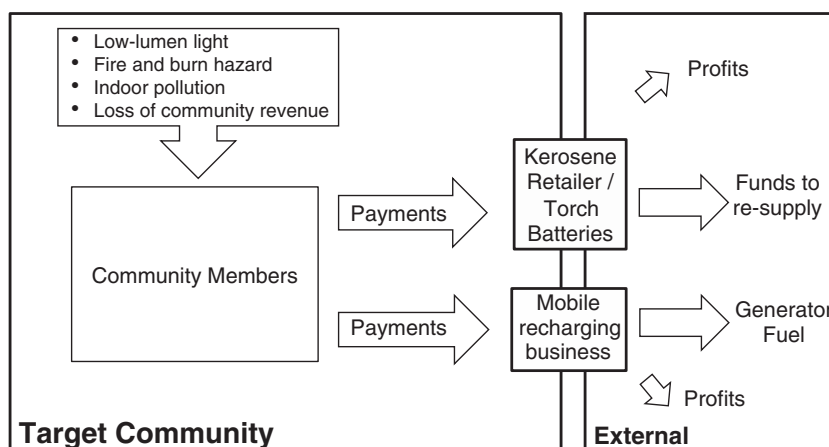 • Low-lumen light
• Fire and burn hazard
• Indoor pollution
• Loss of community revenue
Profits
Kerosene
Retailer /
Torch
Batteries
Payments
Funds to
re-supply
Community Members
Payments
Mobile
recharging
business
Generator
Fuel
Profits
Target Community
External